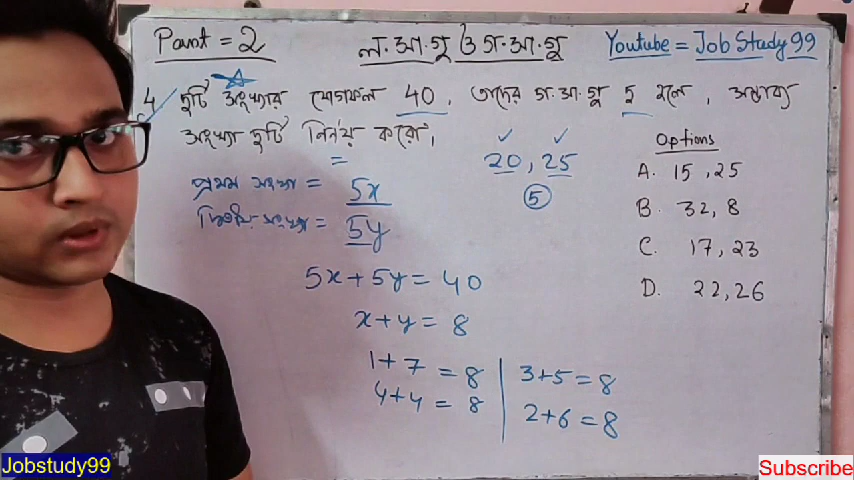 Part = 2
ল.সা.গু ও গ.সা.গু
Youtube = Job Study 99
4 দুটি সংখ্যার যোগফল 40, তাদের গ.সা.গু 5 হলে, সম্ভাব্য
সংখ্যা দুটি নির্নয় করো।
=
20, 25
5
প্রথম সংখ্যা = 5x
দ্বিতীয় সংখ্যা = 5y
5x + 5y = 40
x + y = 8
1 + 7 = 8
4 + 4 = 8
3 + 5 = 8
2 + 6 = 8
Options
A. 15, 25
B. 32, 8
C. 17, 23
D. 22, 26
Jobstudy99
Subscribe